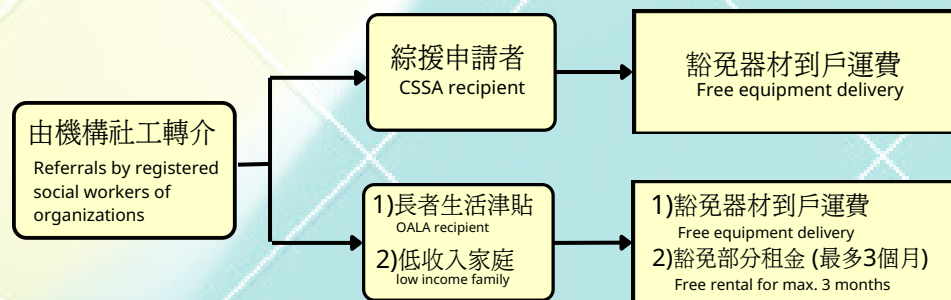 由機構社工轉介
Referrals by registered
social workers of
organizations
綜援申請者
CSSA recipient
豁免器材到戶運費
Free equipment delivery
1)長者生活津貼
OALA recipient
2)低收入家庭
low income family
1)豁免器材到戶運費
Free equipment delivery
2)豁免部分租金 (最多3個月)
Free rental for max. 3 months